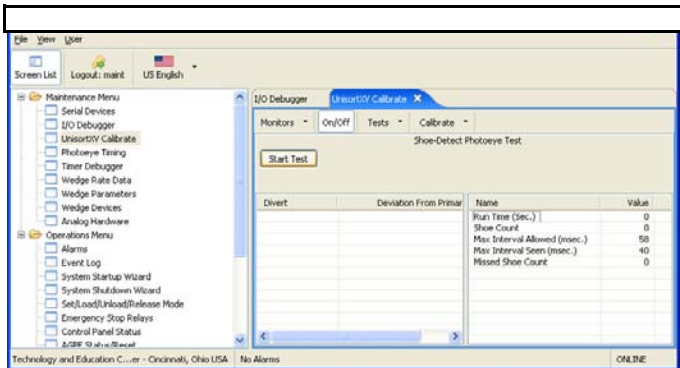 File View User
Screen List Logout: maint US English
Maintenance Menu
Serial Devices
I/O Debugger
UnisortXV Calibrate
Photoeye Timing
Timer Debugger
Wedge Rate Data
Wedge Parameters
Wedge Devices
Analog Hardware
Operations Menu
Alarms
Event Log
System Startup Wizard
System Shutdown Wizard
Set/Load/Unload/Release Mode
Emergency Stop Relays
Control Panel Status
AGPF Status/Reset
I/O Debugger UnisortXV Calibrate
Monitors On/Off Tests Calibrate
Shoe-Detect Photoeye Test
Start Test
Divert Deviation From Primar
Name Value
Run Time (Sec.) 0
Shoe Count 0
Max Interval Allowed (msec.) 58
Max Interval Seen (msec.) 40
Missed Shoe Count 0
Technology and Education C...er - Cincinnati, Ohio USA No Alarms ONLINE